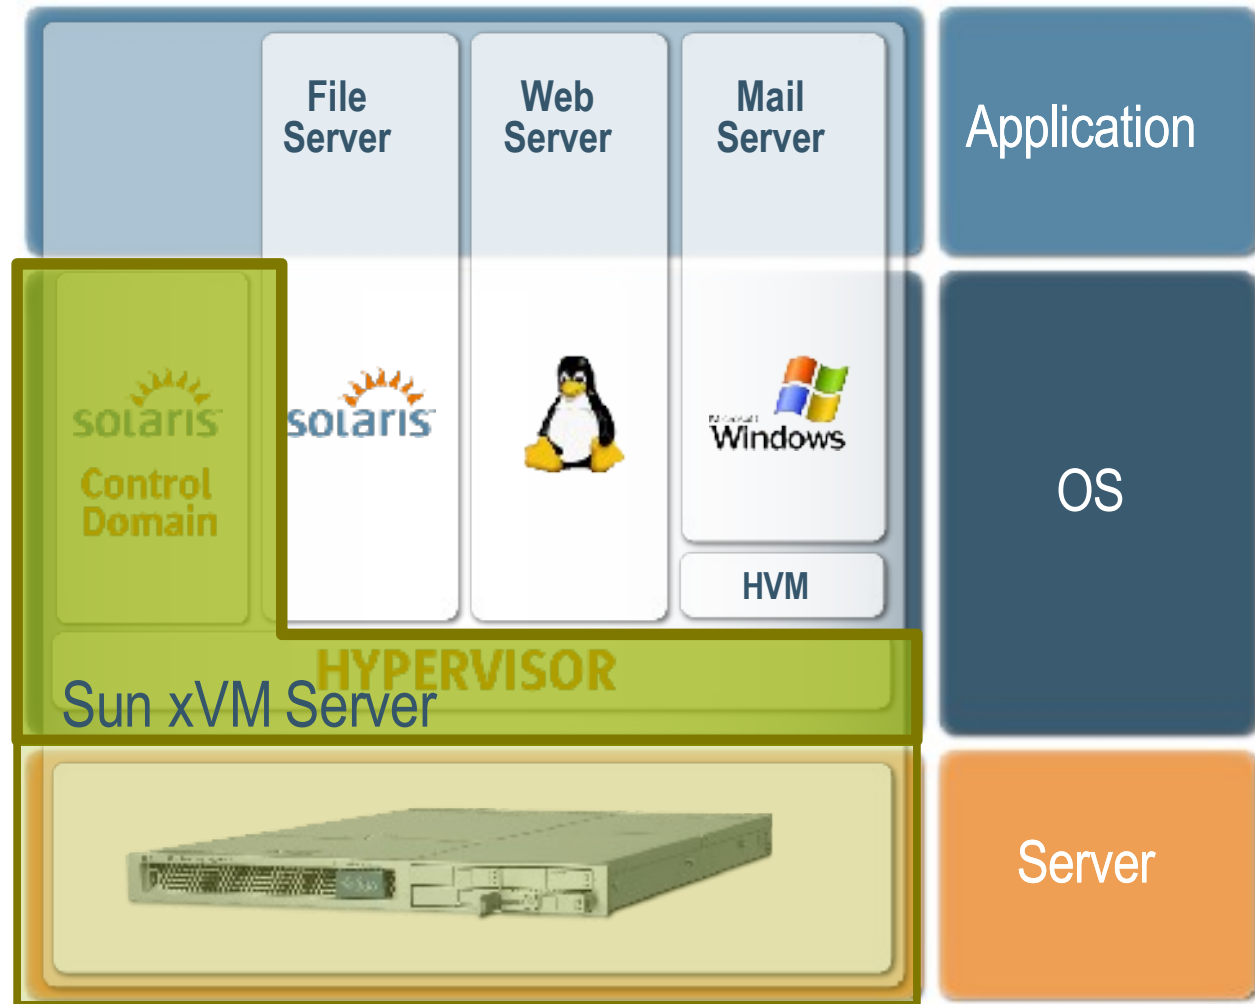 File
Server
Web
Server
Mail
Server
Application
solaris
Control
Domain
solaris
Microsoft
Windows
OS
HVM
HYPERVISOR
Sun xVM Server
Server